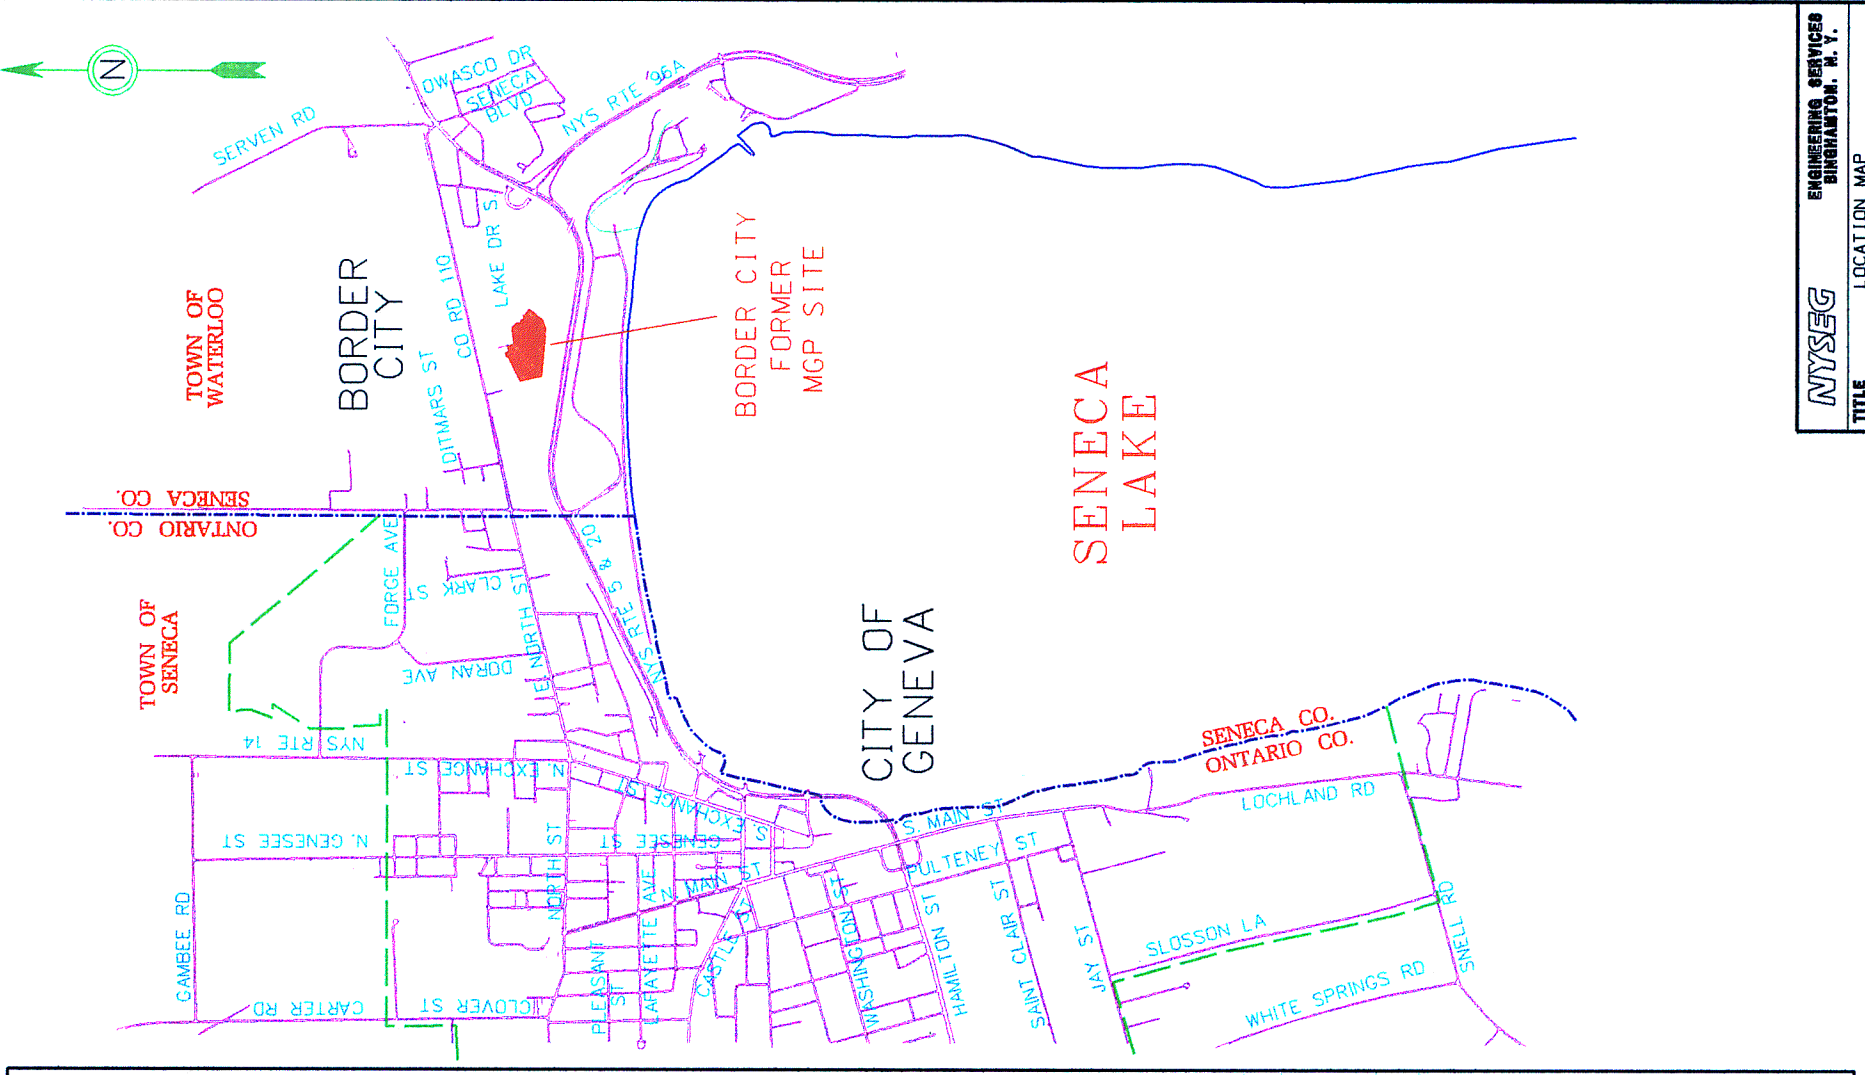 N
OWASCO DR
SENECA
BLVD
NYS RTE 96A
SERVEN RD
LAKE DR S.
CO RD 110
DITMARS ST
TOWN OF
WATERLOO
BORDER
CITY
BORDER CITY
FORMER
MGP SITE
SENECA
LAKE
SENECA CO.
ONTARIO CO.
TOWN OF
SENECA
FORGE AVE
CLARK ST
DORAN AVE
E. NORTH ST
NYS RTE 5 & 20
CITY OF
GENEVA
NYS RTE 14
N. EXCHANGE ST
S. EXCHANGE ST
N. GENESEE ST
GENESEE ST
NORTH ST
N. MAIN ST
S. MAIN ST
PULTENEY ST
SENECA CO.
ONTARIO CO.
LOCHLAND RD
GAMBEE RD
CARTER RD
CLOVER ST
PLEASANT
ST
LAFAYETTE AVE
CASTLE ST
WASHINGTON ST
HAMILTON ST
SAINT CLAIR ST
JAY ST
SLOSSON LA
WHITE SPRINGS RD
SNELL RD
NYSEG
ENGINEERING SERVICES
BINGHAMTON, N. Y.
TITLE
LOCATION MAP